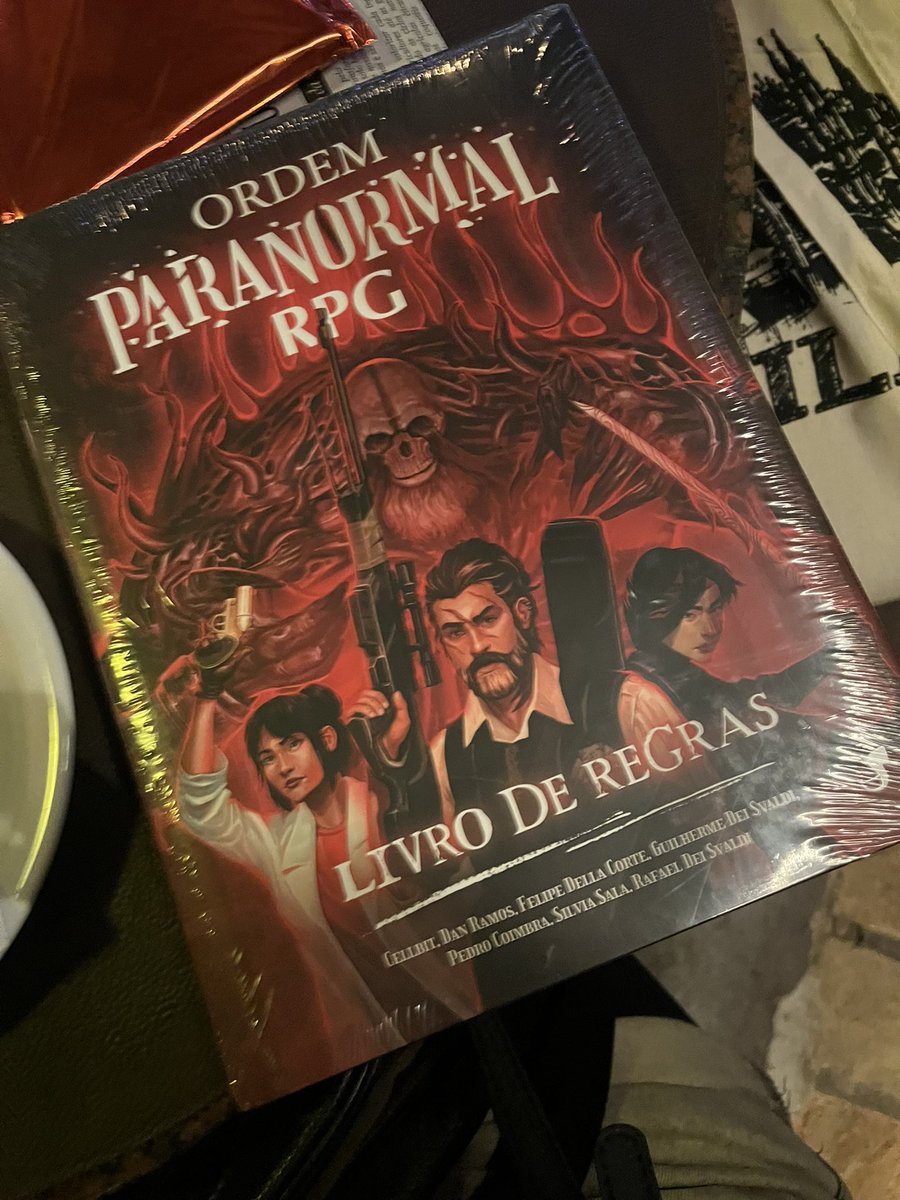 ORDEM
PARANORMAL
RPG
LIVRO DE REGRAS
CELLBIT, DAN RAMOS, FELIPE DELLA CORTE, GUILHERME DEI SVALDI,
PEDRO COIMBRA, SILVIA SALA, RAFAEL DEI SVALDI